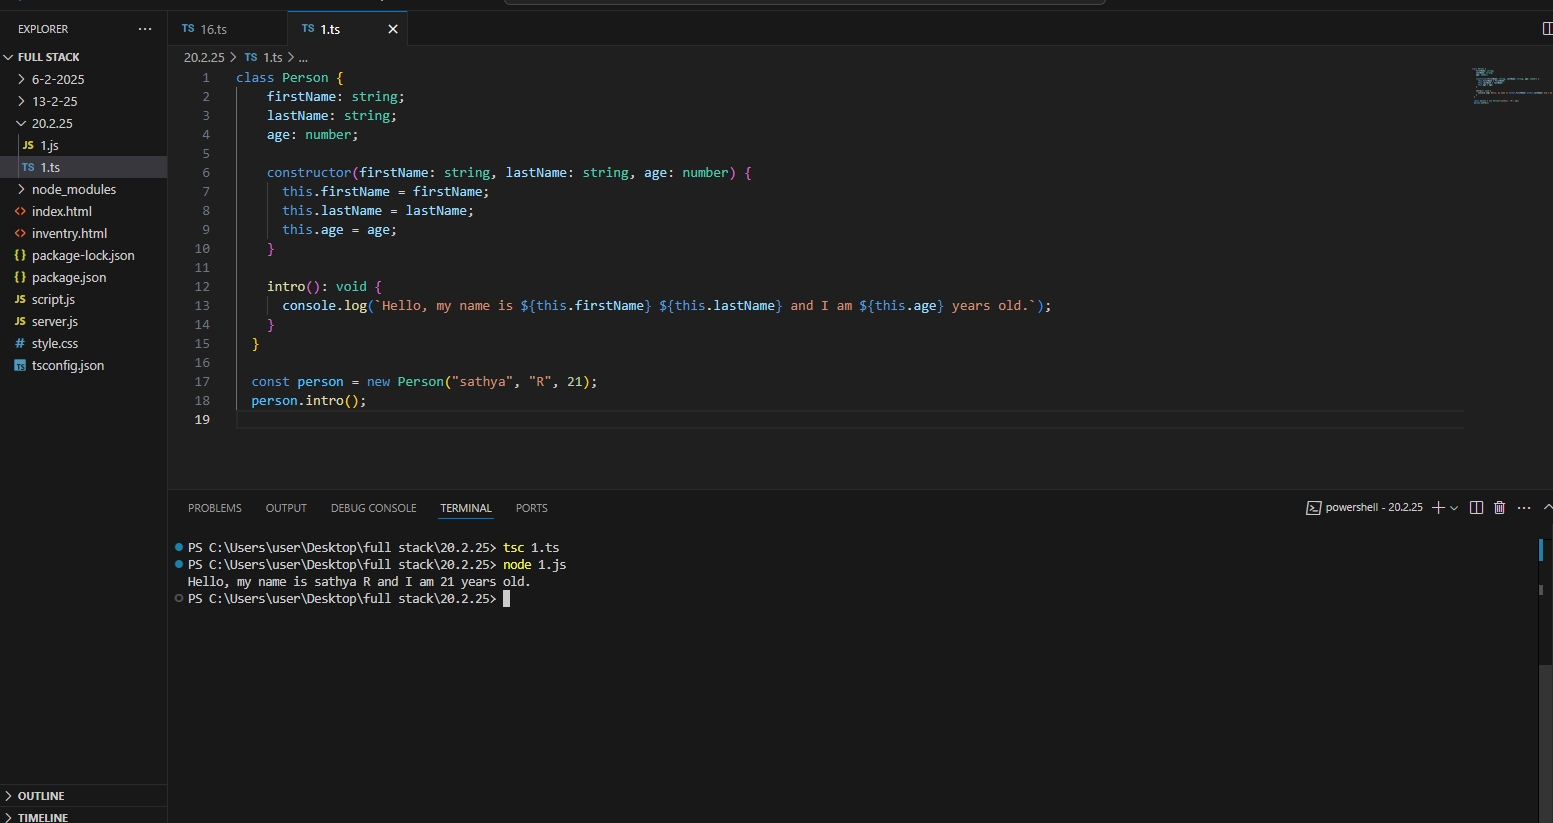 EXPLORER ...
FULL STACK
6-2-2025
13-2-25
20.2.25
JS 1.js
TS 1.ts
node_modules
<> index.html
<> inventry.html
{} package-lock.json
{} package.json
JS script.js
JS server.js
# style.css
TS tsconfig.json
OUTLINE
TIMELINE
TS 16.ts
TS 1.ts
20.2.25 > TS 1.ts > ...
1 class Person {
2 firstName: string;
3 lastName: string;
4 age: number;
5
6 constructor(firstName: string, lastName: string, age: number) {
7 this.firstName = firstName;
8 this.lastName = lastName;
9 this.age = age;
10 }
11
12 intro(): void {
13 console.log(`Hello, my name is ${this.firstName} ${this.lastName} and I am ${this.age} years old.`);
14 }
15 }
16
17 const person = new Person("sathya", "R", 21);
18 person.intro();
19
PROBLEMS OUTPUT DEBUG CONSOLE TERMINAL PORTS powershell - 20.2.25
PS C:\Users\user\Desktop\full stack\20.2.25> tsc 1.ts
PS C:\Users\user\Desktop\full stack\20.2.25> node 1.js
Hello, my name is sathya R and I am 21 years old.
PS C:\Users\user\Desktop\full stack\20.2.25>